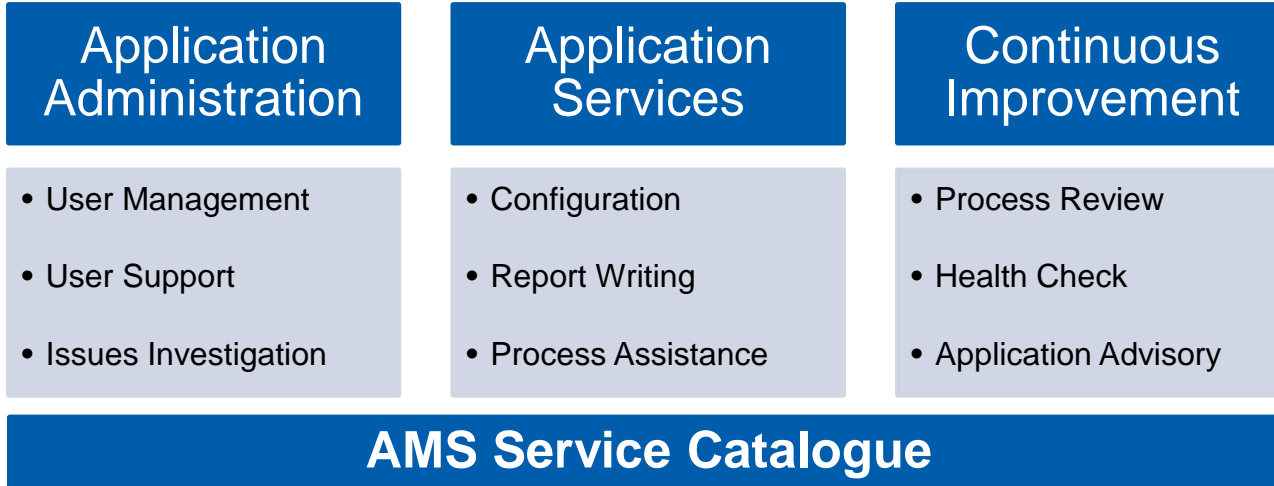 Application
Administration
• User Management
• User Support
• Issues Investigation
Application
Services
• Configuration
• Report Writing
• Process Assistance
Continuous
Improvement
• Process Review
• Health Check
• Application Advisory
AMS Service Catalogue